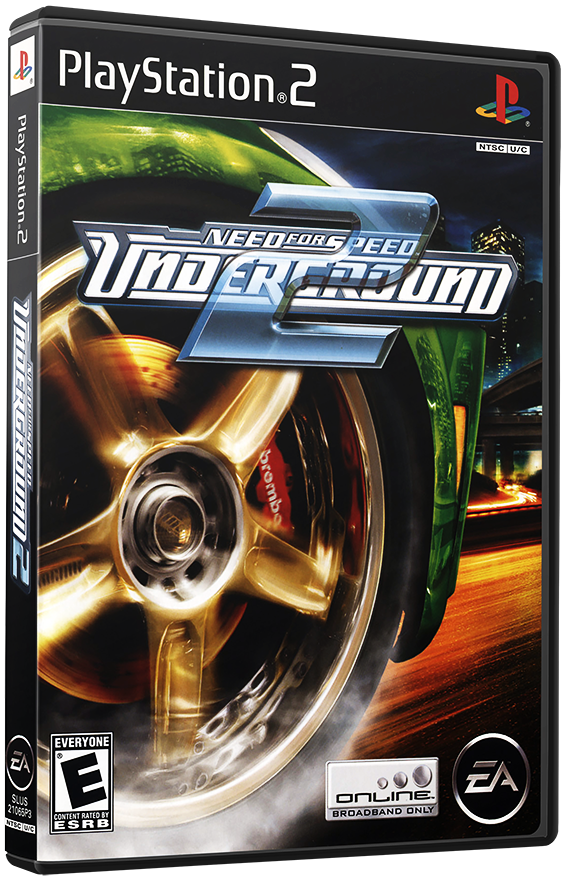 PlayStation®2
NTSC U/C
NEED FOR SPEED
UNDERGROUND
2
brembo
EVERYONE
E
®
CONTENT RATED BY
ESRB
ONLINE
BROADBAND ONLY
EA
PlayStation®2
NEED FOR SPEED
UNDERGROUND
2
EA
SLUS
21065P3
NTSC U/C